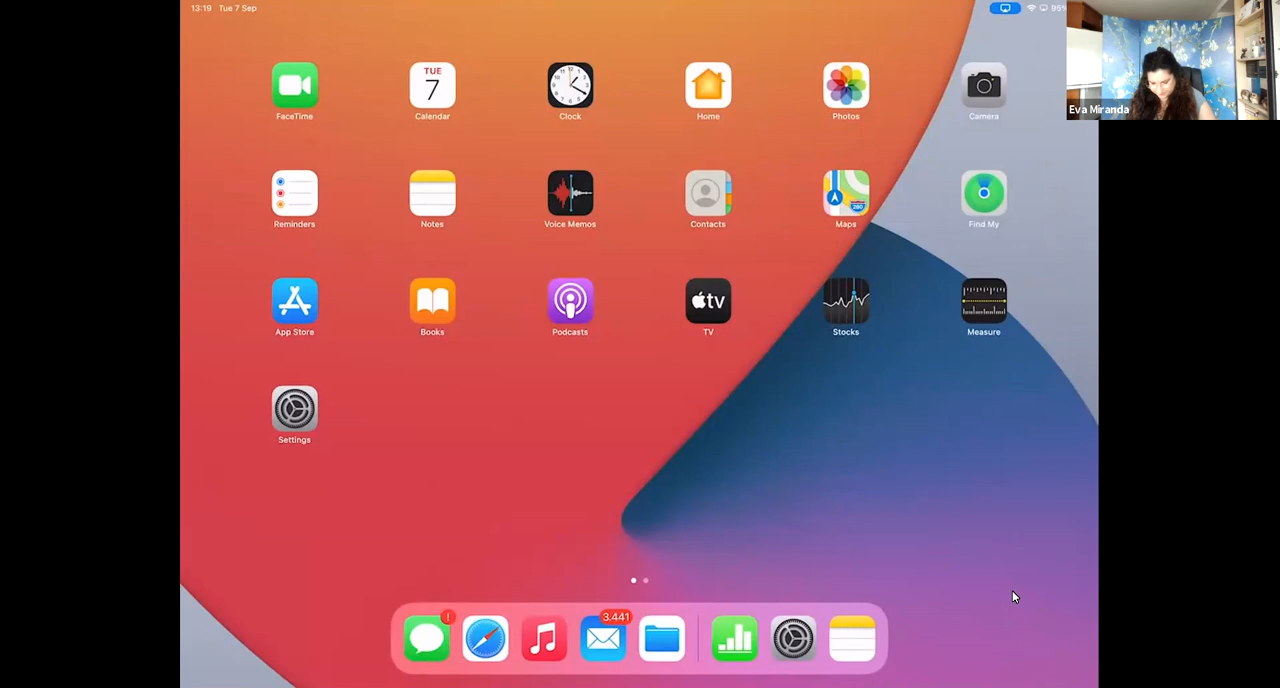 13:19 Tue 7 Sep
96%
Eva Miranda
TUE
7
FaceTime
Calendar
Clock
Home
Photos
Camera
Reminders
Notes
Voice Memos
Contacts
Maps
Find My
tv
App Store
Books
Podcasts
TV
Stocks
Measure
Settings
!
3.441